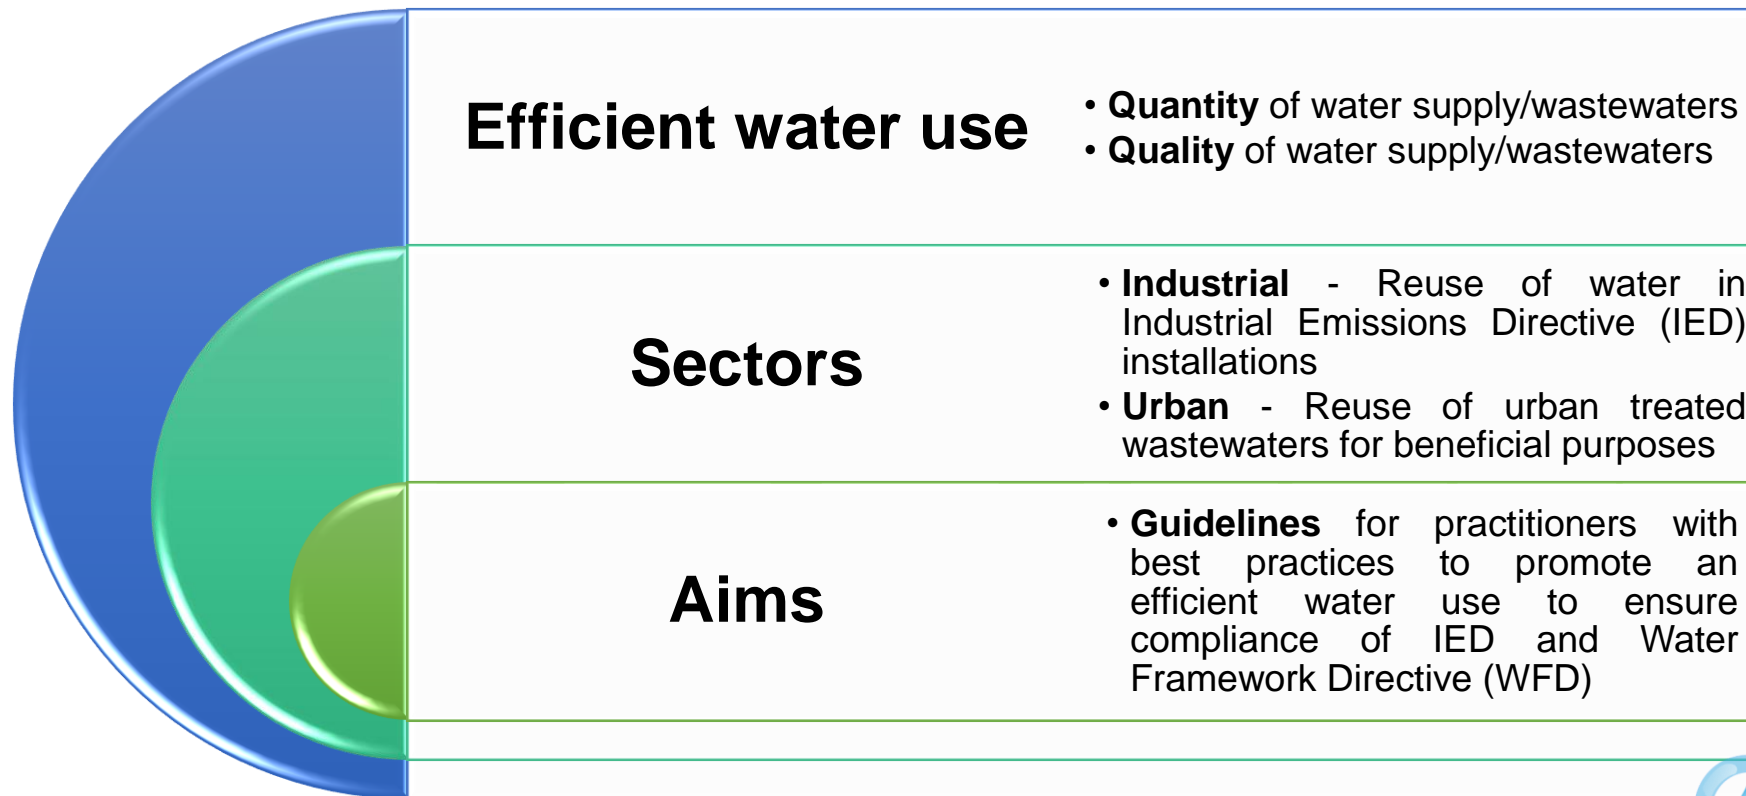 Efficient water use
• Quantity of water supply/wastewaters
• Quality of water supply/wastewaters
Sectors
• Industrial - Reuse of water in
Industrial Emissions Directive (IED)
installations
• Urban - Reuse of urban treated
wastewaters for beneficial purposes
Aims
• Guidelines for practitioners with
best practices to promote an
efficient water use to ensure
compliance of IED and Water
Framework Directive (WFD)